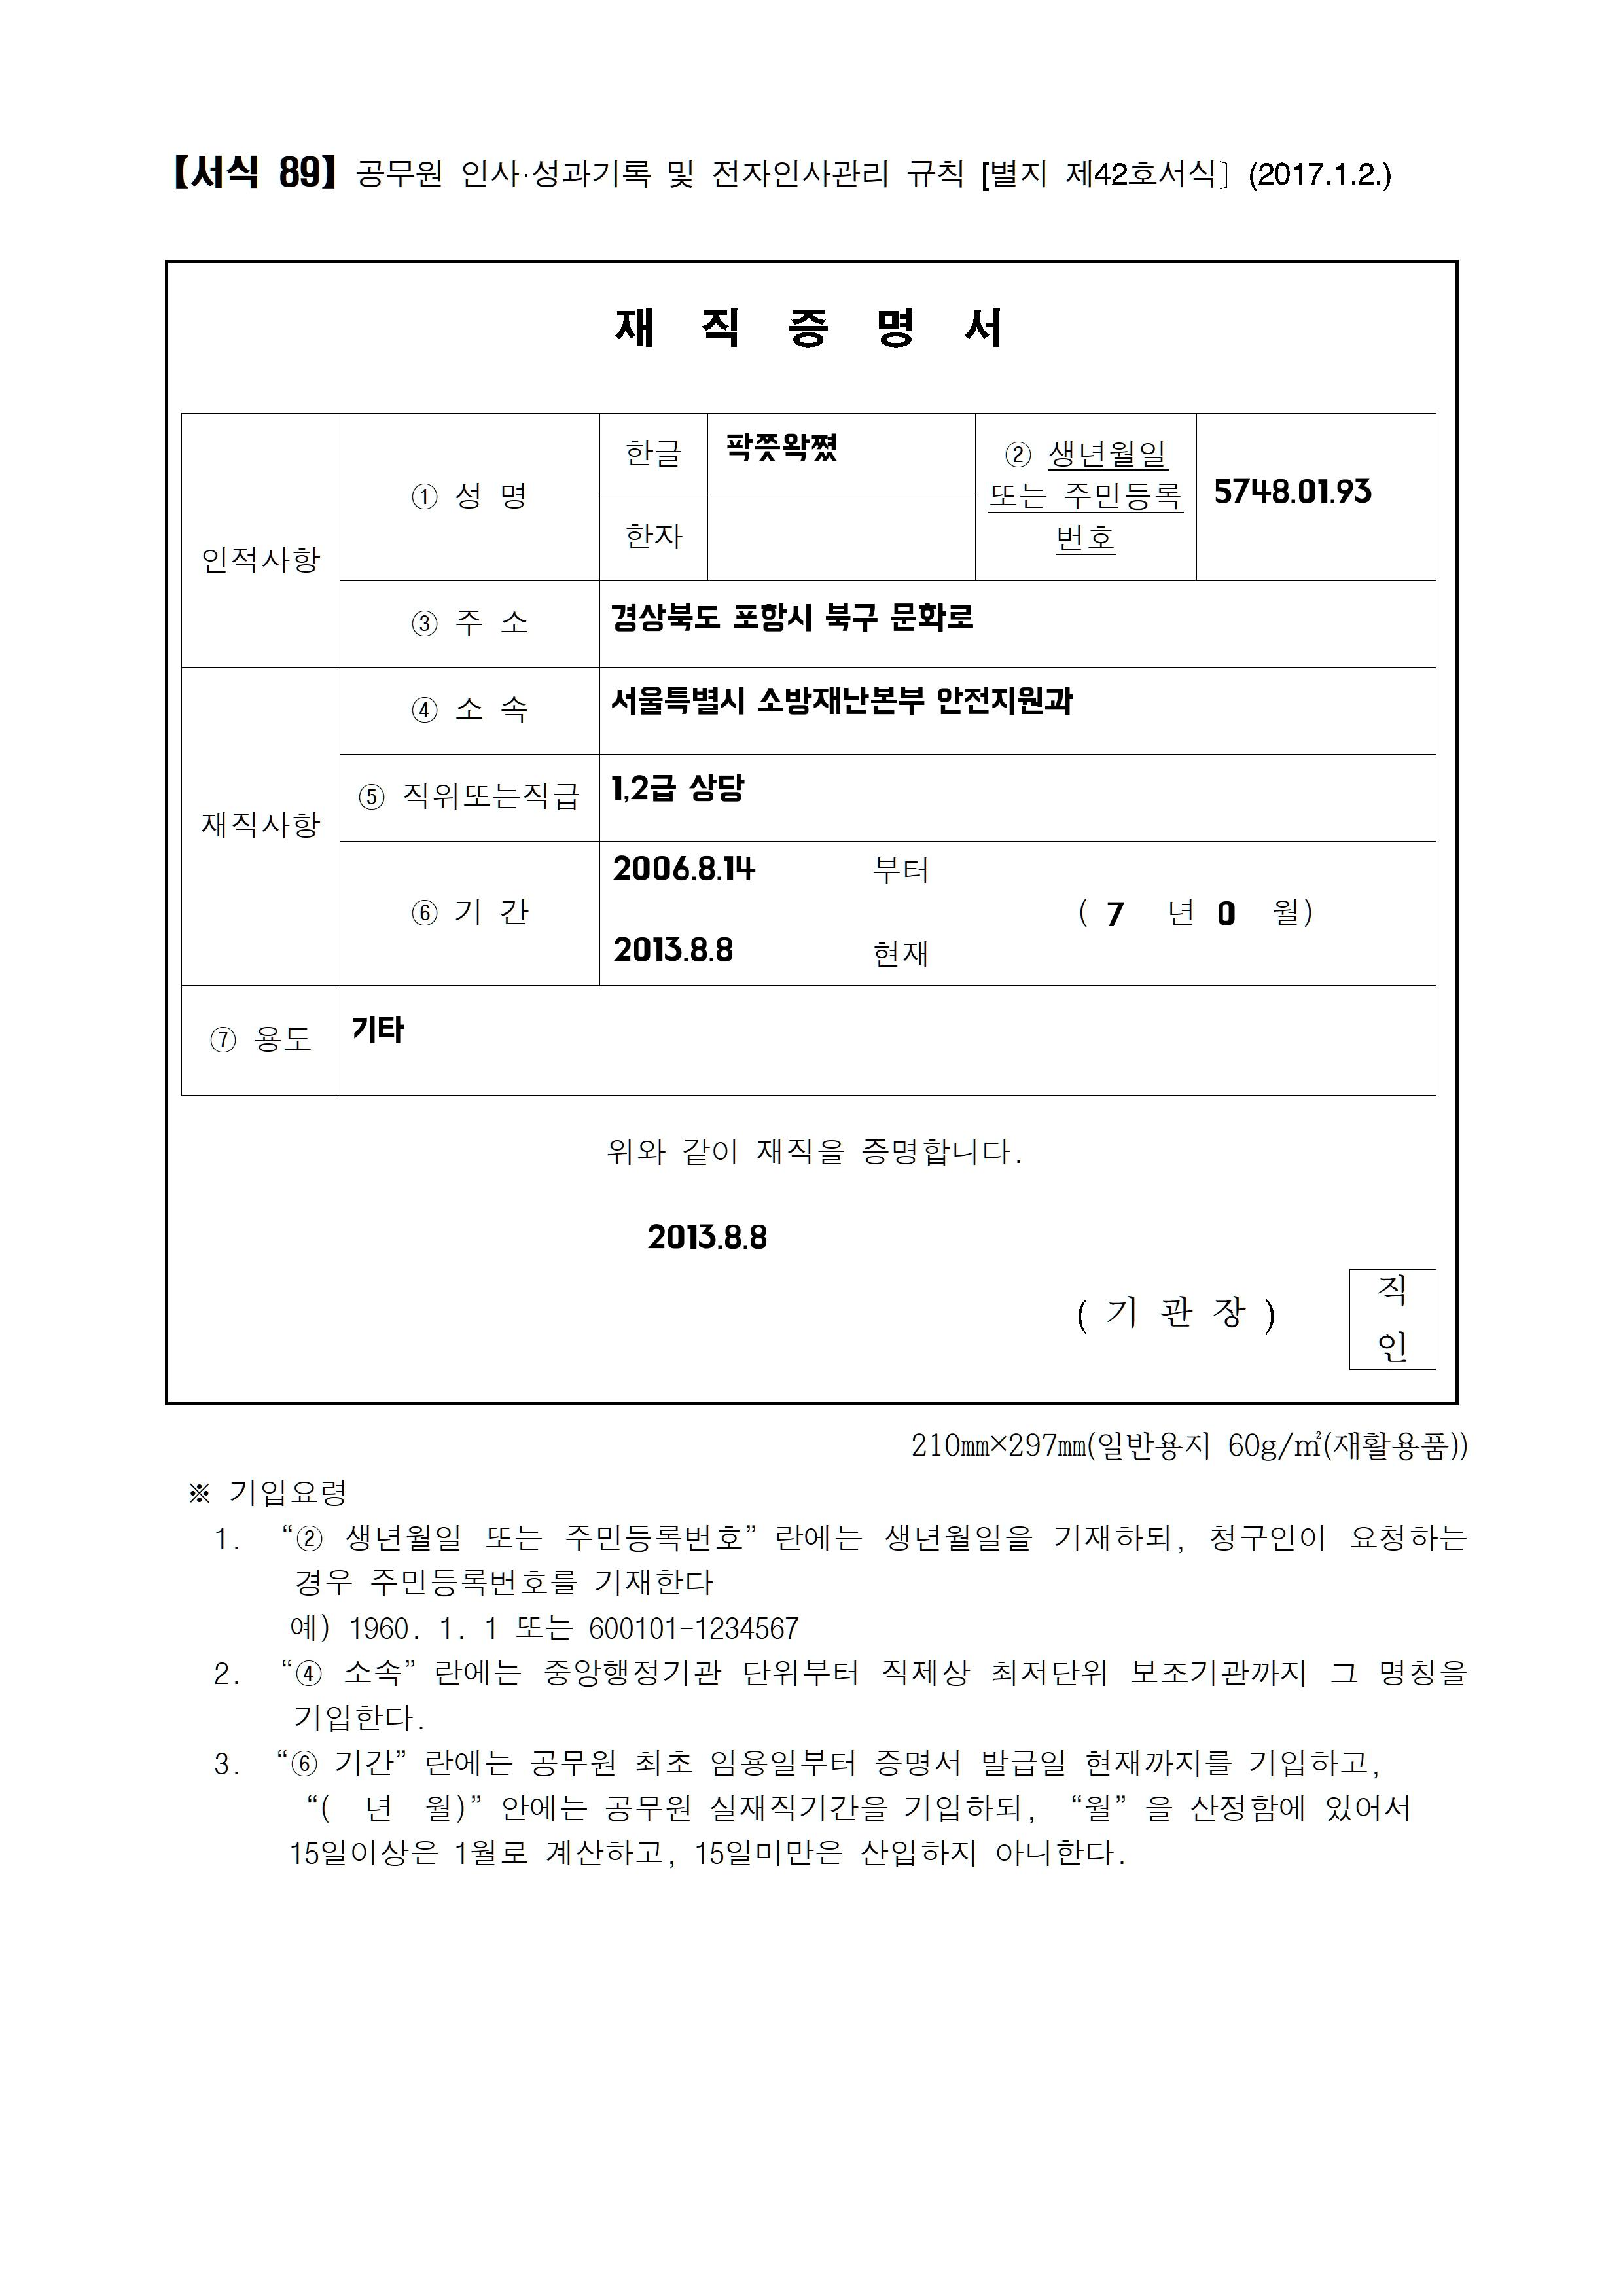 【서식 89】 공무원 인사·성과기록 및 전자인사관리 규칙 [별지 제42호서식〕(2017.1.2.)
재 직 증 명 서
인적사항
① 성 명
한글
팍쯧왁쪘
한자
② 생년월일
또는 주민등록
번호
5748.01.93
③ 주 소
경상북도 포항시 북구 문화로
재직사항
④ 소 속
서울특별시 소방재난본부 안전지원과
⑤ 직위또는직급
1,2급 상당
⑥ 기 간
2006.8.14 부터
( 7 년 0 월)
2013.8.8 현재
⑦ 용도
기타
위와 같이 재직을 증명합니다.
2013.8.8
( 기 관 장 )
직
인
210㎜×297㎜(일반용지 60g/㎡(재활용품))
※ 기입요령
1. “② 생년월일 또는 주민등록번호” 란에는 생년월일을 기재하되, 청구인이 요청하는
경우 주민등록번호를 기재한다
예) 1960. 1. 1 또는 600101-1234567
2. “④ 소속” 란에는 중앙행정기관 단위부터 직제상 최저단위 보조기관까지 그 명칭을
기입한다.
3. “⑥ 기간” 란에는 공무원 최초 임용일부터 증명서 발급일 현재까지를 기입하고,
“( 년 월)” 안에는 공무원 실재직기간을 기입하되, “월” 을 산정함에 있어서
15일이상은 1월로 계산하고, 15일미만은 산입하지 아니한다.